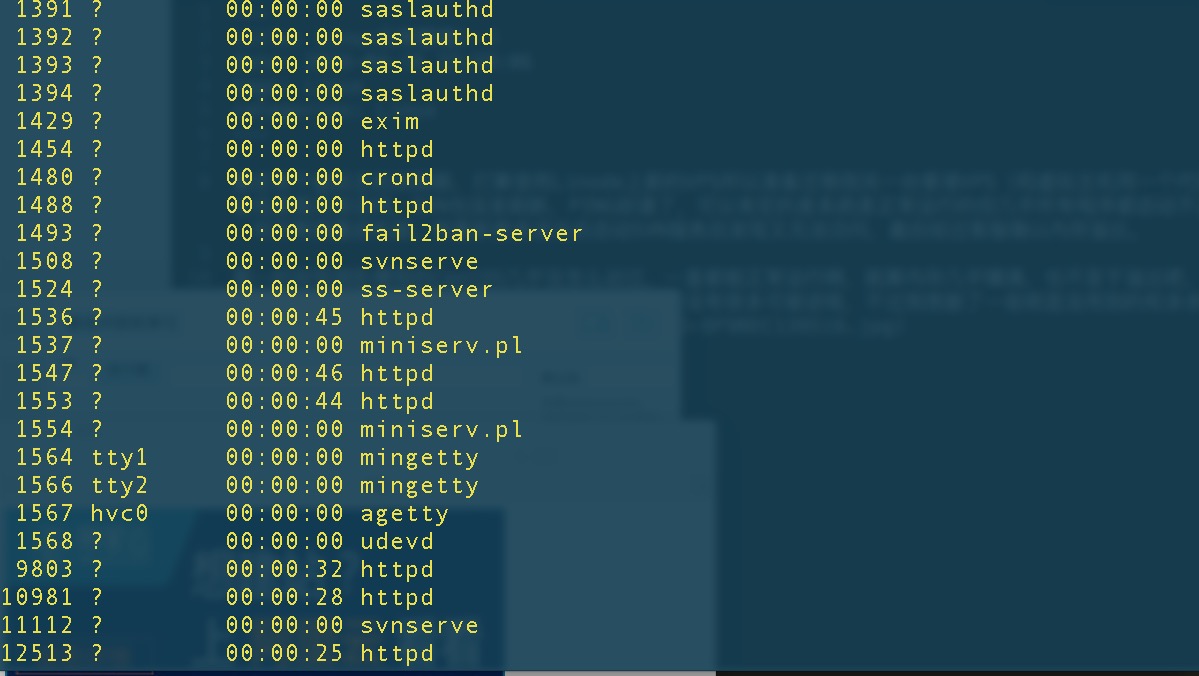 1391 ? 00:00:00 saslauthd
1392 ? 00:00:00 saslauthd
1393 ? 00:00:00 saslauthd
1394 ? 00:00:00 saslauthd
1429 ? 00:00:00 exim
1454 ? 00:00:00 httpd
1480 ? 00:00:00 crond
1488 ? 00:00:00 httpd
1493 ? 00:00:00 fail2ban-server
1508 ? 00:00:00 svnserve
1524 ? 00:00:00 ss-server
1536 ? 00:00:45 httpd
1537 ? 00:00:00 miniserv.pl
1547 ? 00:00:46 httpd
1553 ? 00:00:44 httpd
1554 ? 00:00:00 miniserv.pl
1564 tty1 00:00:00 mingetty
1566 tty2 00:00:00 mingetty
1567 hvc0 00:00:00 agetty
1568 ? 00:00:00 udevd
9803 ? 00:00:32 httpd
10981 ? 00:00:28 httpd
11112 ? 00:00:00 svnserve
12513 ? 00:00:25 httpd